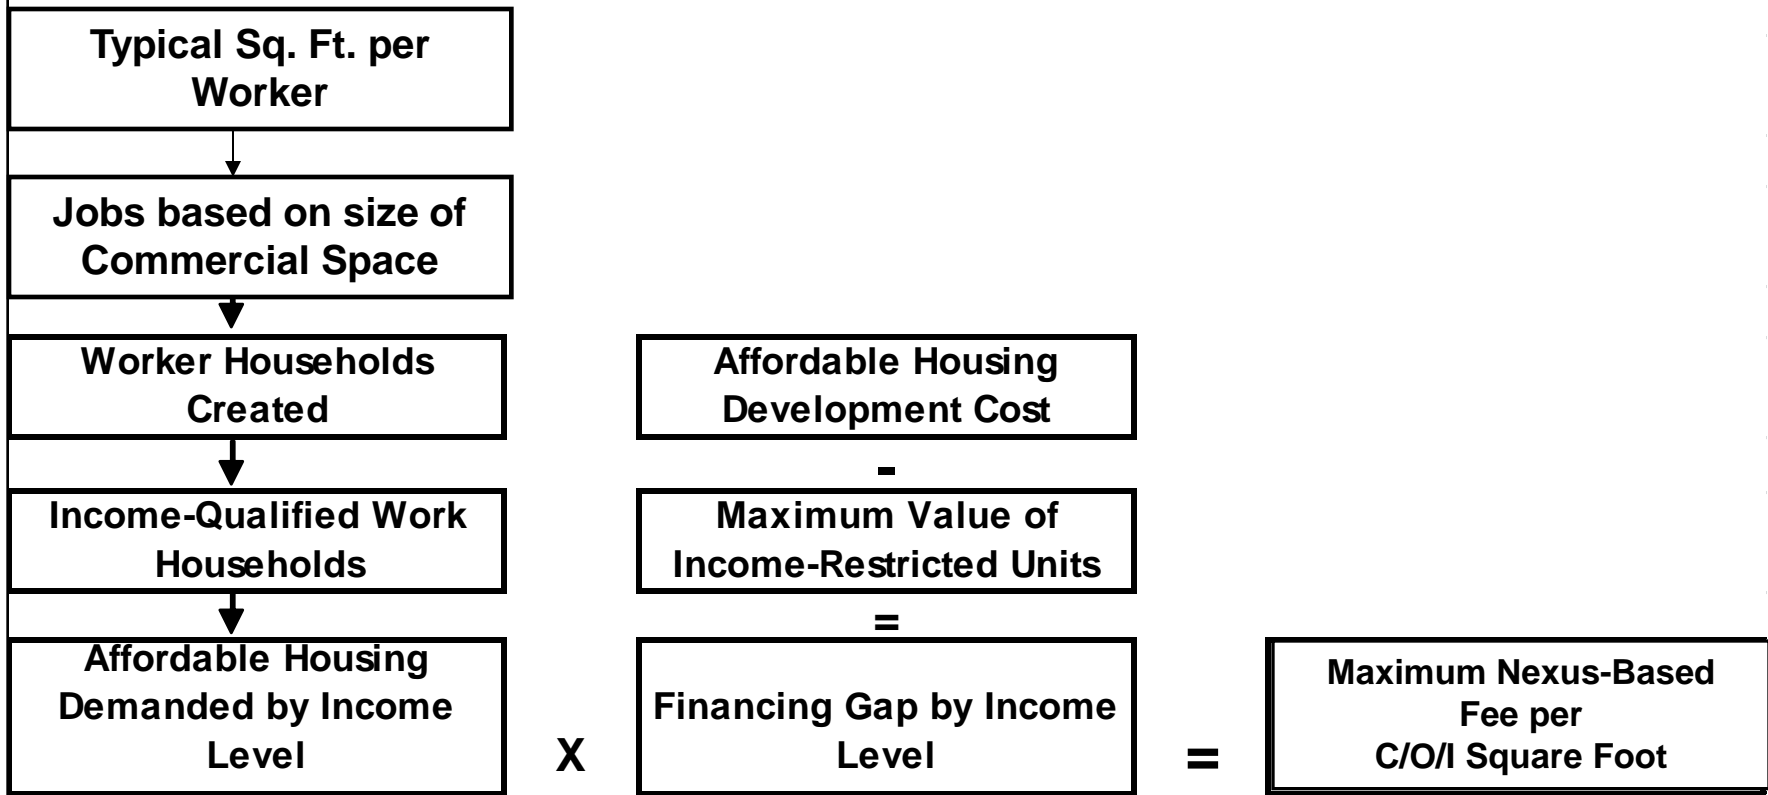 Typical Sq. Ft. per
Worker
Jobs based on size of
Commercial Space
Worker Households
Created
Income-Qualified Work
Households
Affordable Housing
Demanded by Income
Level
X
Affordable Housing
Development Cost
-
Maximum Value of
Income-Restricted Units
=
Financing Gap by Income
Level
=
Maximum Nexus-Based
Fee per
C/O/I Square Foot